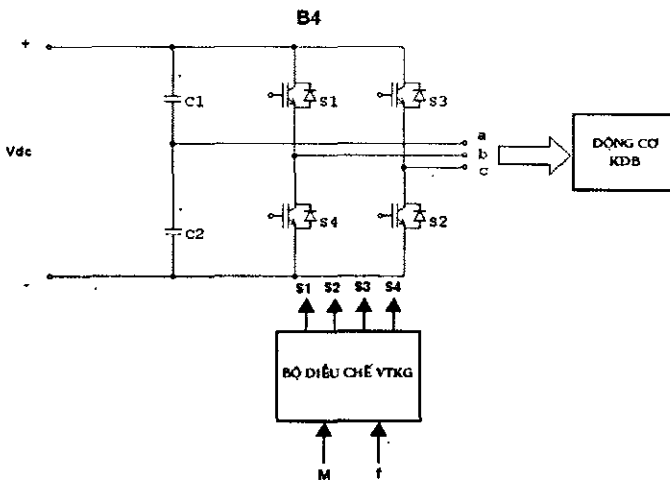 B4
+
C1
S1
S3
a
Vdc
b
c
ĐỘNG CƠ
KĐB
C2
S4
S2
-
S1 S2 S3 S4
BỘ ĐIỀU CHẾ VTKG
M f